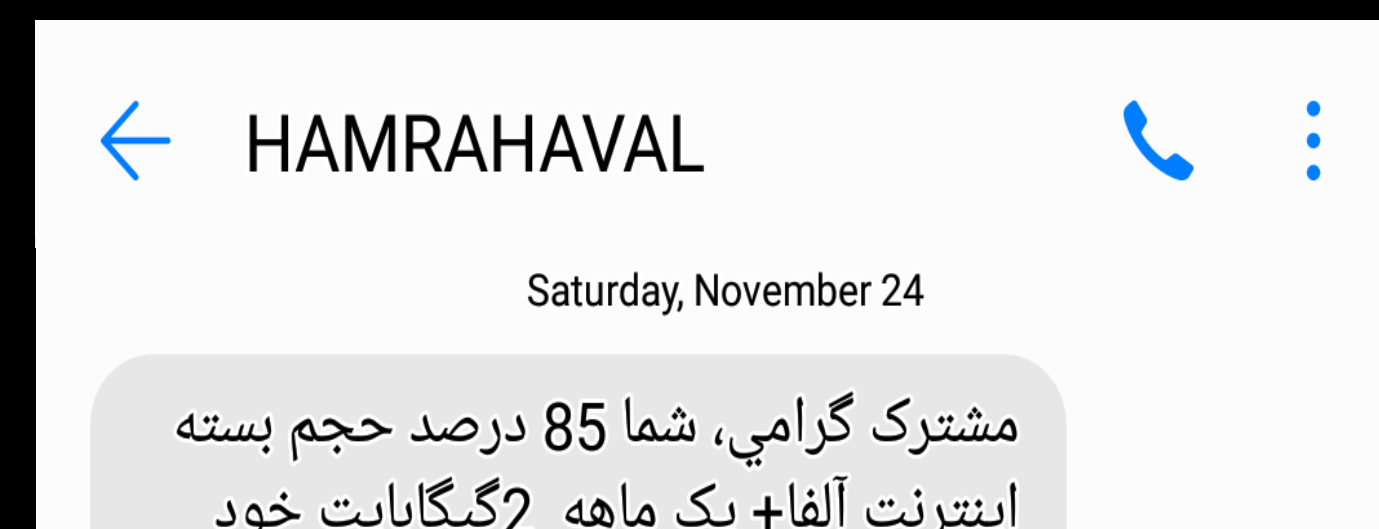 HAMRAHAVAL
Saturday, November 24
مشترک گرامي، شما 85 درصد حجم بسته
اینترنت آلفا+ یک ماهه 2گیگابایت خود